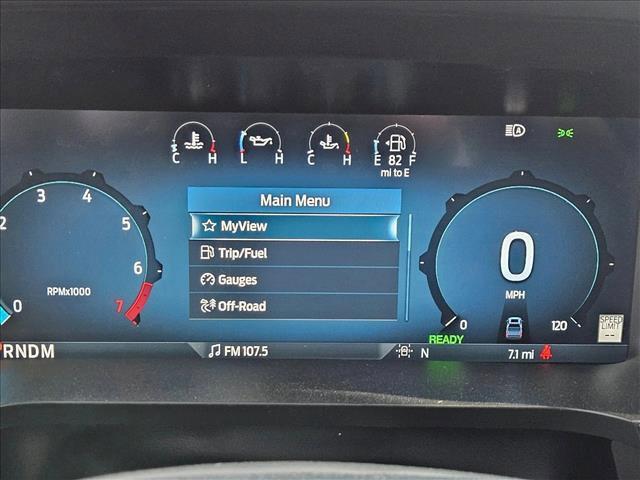 C H
L H
C H
E 82 F
mi to E
A
Main Menu
MyView
Trip/Fuel
Gauges
Off-Road
2 3 4 5 6 7
0
RPMx1000
0
MPH
0 120
READY
SPEED
LIMIT
--
PRNDM
FM 107.5
N
7.1 mi